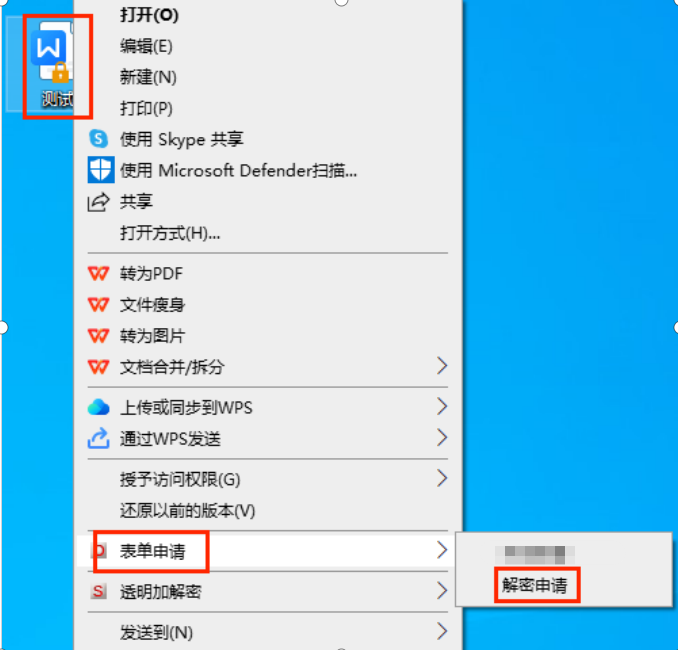 打开(O)
测试
编辑(E)
新建(N)
打印(P)
使用 Skype 共享
使用 Microsoft Defender扫描...
共享
打开方式(H)...
转为PDF
文件瘦身
转为图片
文档合并/拆分
上传或同步到WPS
通过WPS发送
授予访问权限(G)
还原以前的版本(V)
表单申请
解密申请
透明加解密
发送到(N)